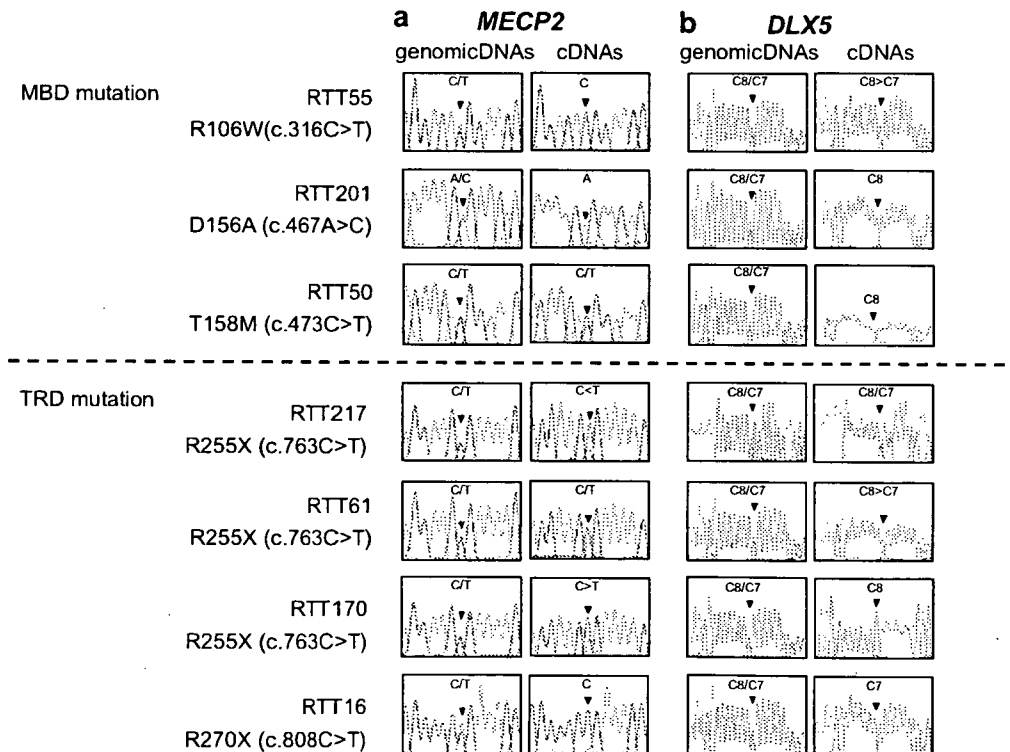 a MECP2 b DLX5
genomicDNAs cDNAs genomicDNAs cDNAs
MBD mutation
RTT55
R106W(c.316C>T)
C/T C C8/C7 C8>C7
RTT201
D156A (c.467A>C)
A/C A C8/C7 C8
RTT50
T158M (c.473C>T)
C/T C/T C8/C7 C8
TRD mutation
RTT217
R255X (c.763C>T)
C/T C<T C8/C7 C8/C7
RTT61
R255X (c.763C>T)
C/T C/T C8/C7 C8>C7
RTT170
R255X (c.763C>T)
C/T C>T C8/C7 C8
RTT16
R270X (c.808C>T)
C/T C C8/C7 C7